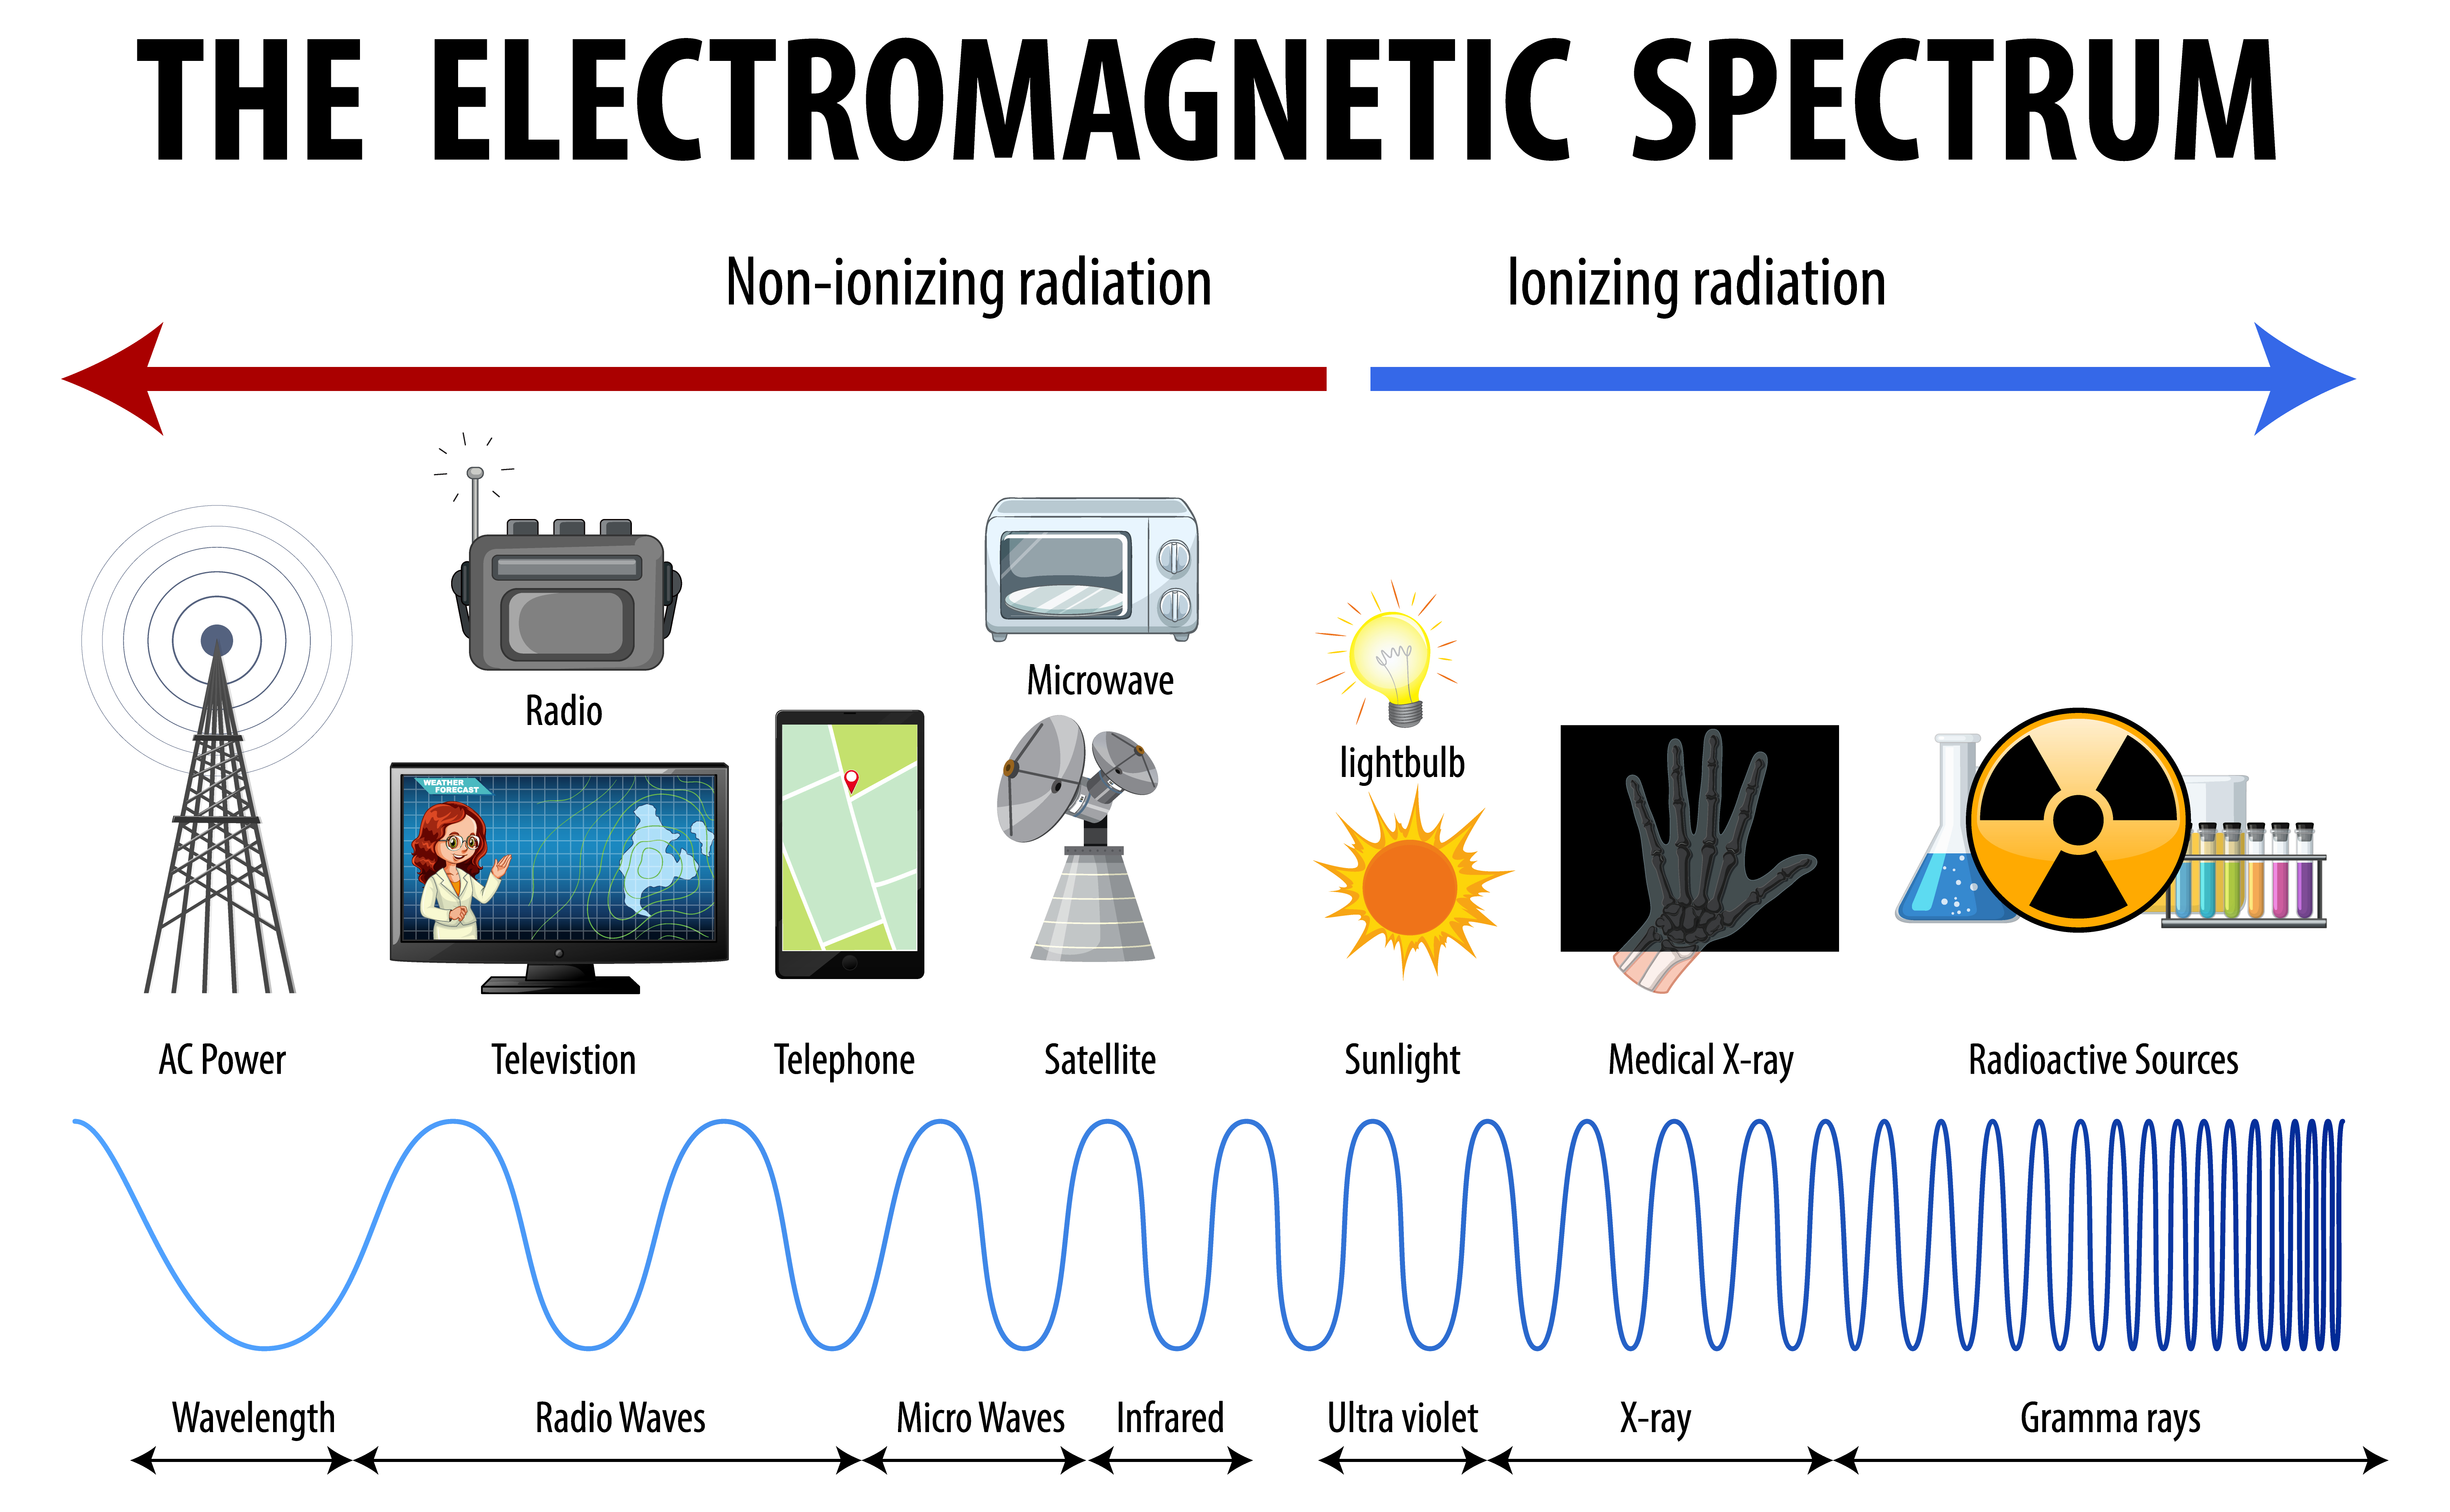 THE ELECTROMAGNETIC SPECTRUM
Non-ionizing radiation
Ionizing radiation
Radio
Microwave
lightbulb
WEATHER
FORECAST
AC Power
Televistion
Telephone
Satellite
Sunlight
Medical X-ray
Radioactive Sources
Wavelength
Radio Waves
Micro Waves
Infrared
Ultra violet
X-ray
Gramma rays